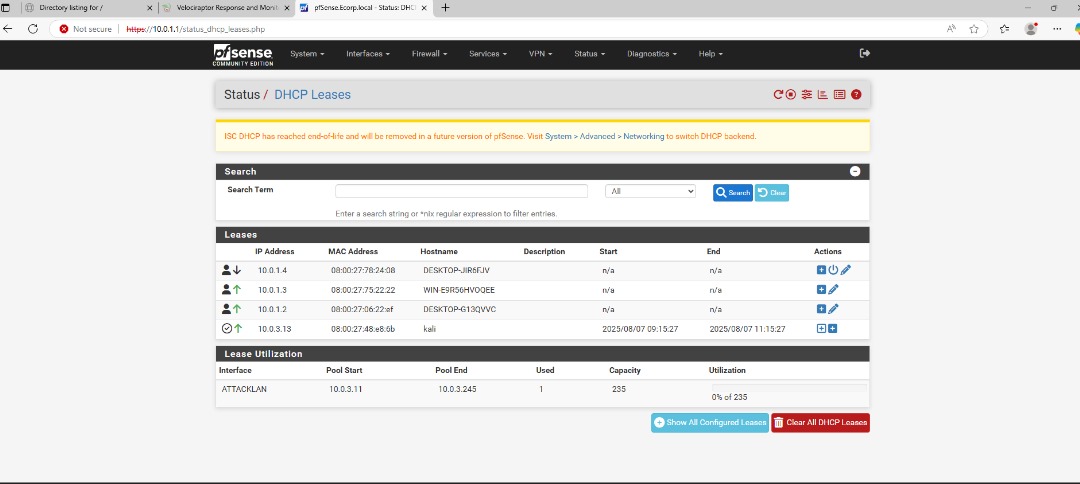 Directory listing for /
Velociraptor Response and Monit
pfSense.Ecorp.local - Status: DHC
Not secure
https://10.0.1.1/status_dhcp_leases.php
pfsense
COMMUNITY EDITION
System
Interfaces
Firewall
Services
VPN
Status
Diagnostics
Help
Status / DHCP Leases
ISC DHCP has reached end-of-life and will be removed in a future version of pfSense. Visit System > Advanced > Networking to switch DHCP backend.
Search
Search Term
All
Search
Clear
Enter a search string or *nix regular expression to filter entries.
Leases
IP Address MAC Address Hostname Description Start End Actions
10.0.1.4 08:00:27:78:24:08 DESKTOP-JIR6FJV n/a n/a
10.0.1.3 08:00:27:75:22:22 WIN-E9R56HVOQEE n/a n/a
10.0.1.2 08:00:27:06:22:ef DESKTOP-G13QVVC n/a n/a
10.0.3.13 08:00:27:48:e8:6b kali 2025/08/07 09:15:27 2025/08/07 11:15:27
Lease Utilization
Interface Pool Start Pool End Used Capacity Utilization
ATTACKLAN 10.0.3.11 10.0.3.245 1 235
0% of 235
Show All Configured Leases
Clear All DHCP Leases